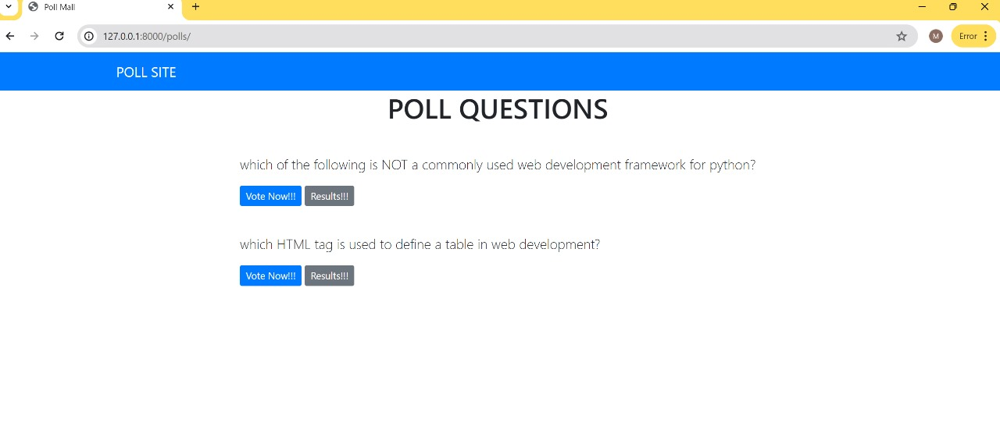 Poll Mall
127.0.0.1:8000/polls/
M
Error
POLL SITE
POLL QUESTIONS
which of the following is NOT a commonly used web development framework for python?
Vote Now!!! Results!!!
which HTML tag is used to define a table in web development?
Vote Now!!! Results!!!